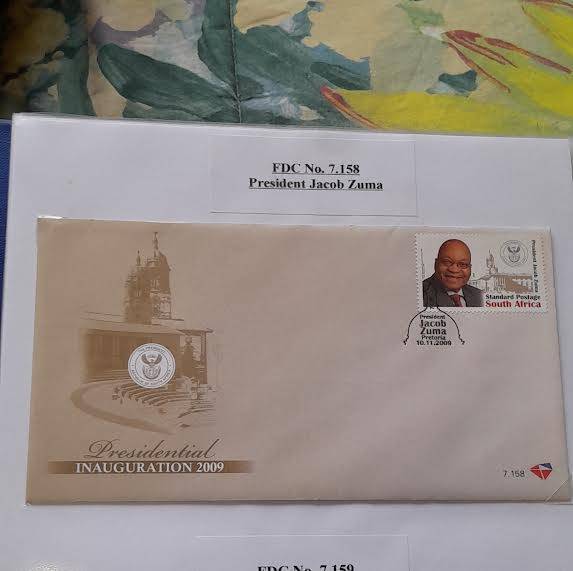 FDC No. 7.158
President Jacob Zuma
President Jacob Zuma
Standard Postage
South Africa
President
Jacob
Zuma
Pretoria
10.11.2009
Presidential
INAUGURATION 2009
7.158
FDC No. 7.159